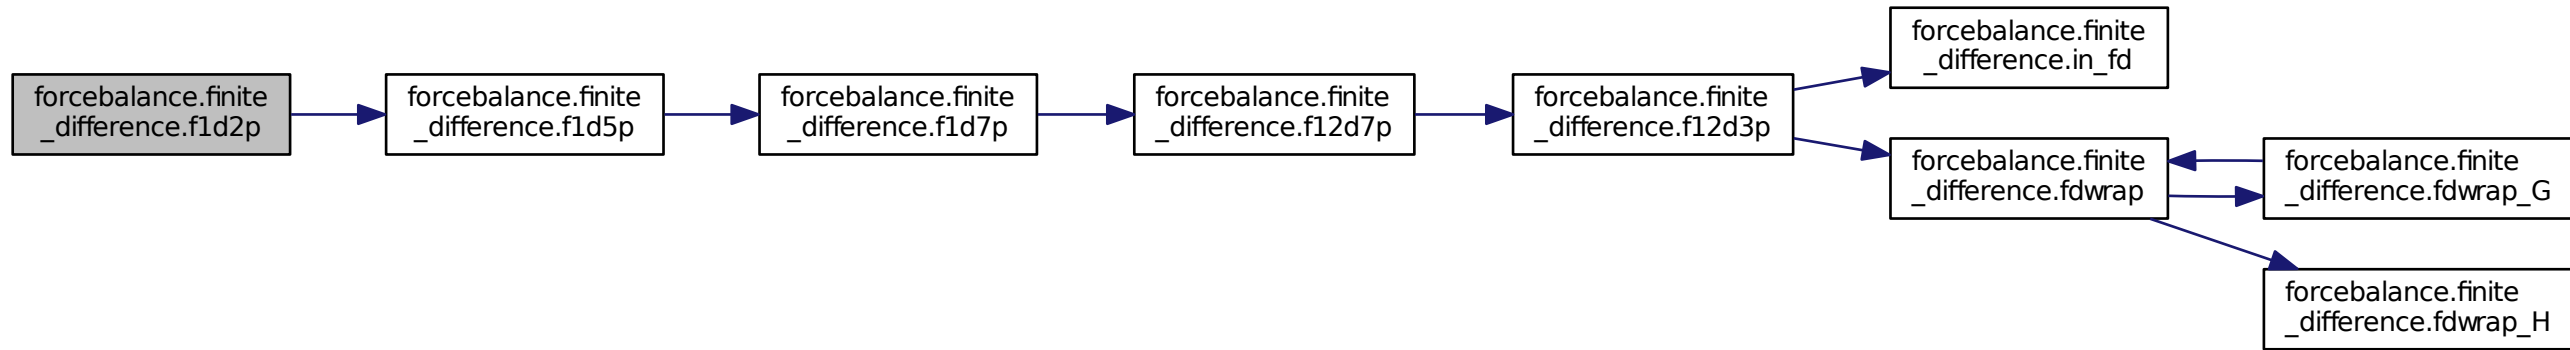 forcebalance.finite
_difference.f1d2p
forcebalance.finite
_difference.f1d5p
forcebalance.finite
_difference.f1d7p
forcebalance.finite
_difference.f12d7p
forcebalance.finite
_difference.f12d3p
forcebalance.finite
_difference.in_fd
forcebalance.finite
_difference.fdwrap
forcebalance.finite
_difference.fdwrap_G
forcebalance.finite
_difference.fdwrap_H